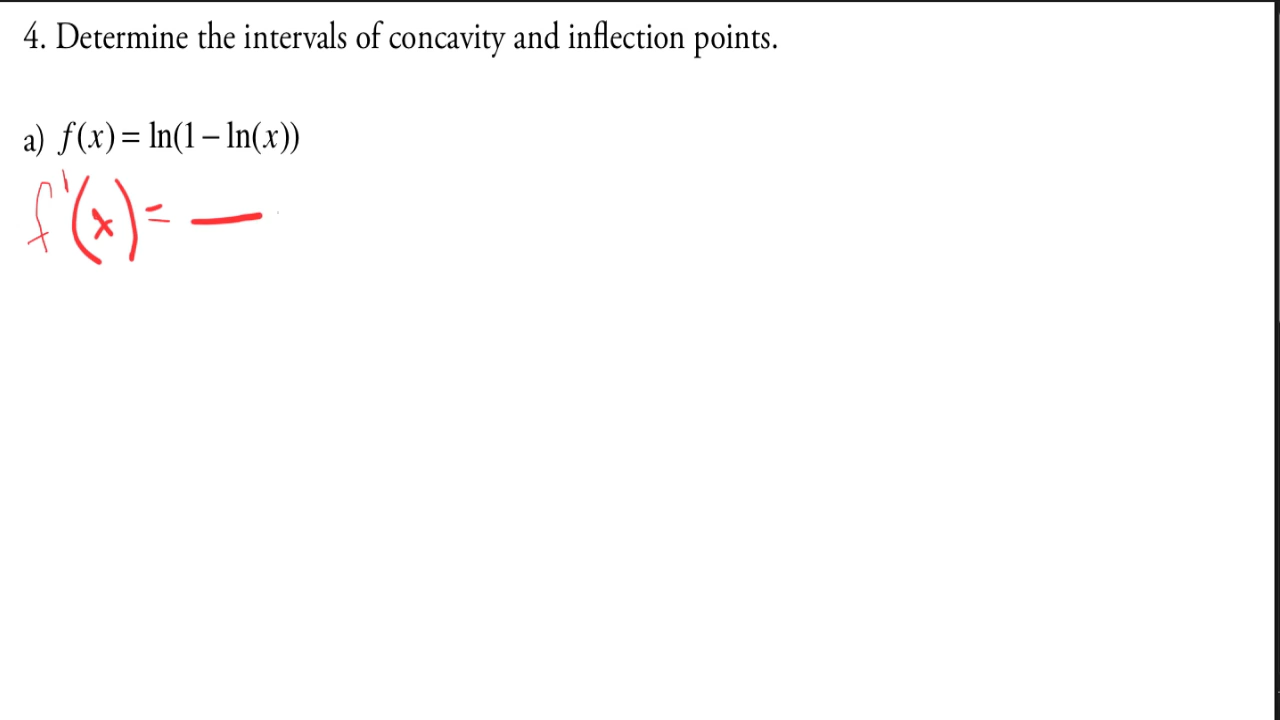 4. Determine the intervals of concavity and inflection points.
a) f(x) = ln(1 – ln(x))
f'(x) = —